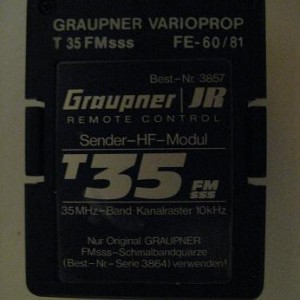 GRAUPNER VARIOPROP
T 35 FMsss FE-60/81
Best.-Nr. 3857
Graupner JR
REMOTE CONTROL
Sender-HF-Modul
T35 FM sss
35MHz-Band·Kanalraster 10kHz
Nur Original GRAUPNER
FMsss-Schmalbandquarze
(Best.-Nr.-Serie 3864) verwenden!